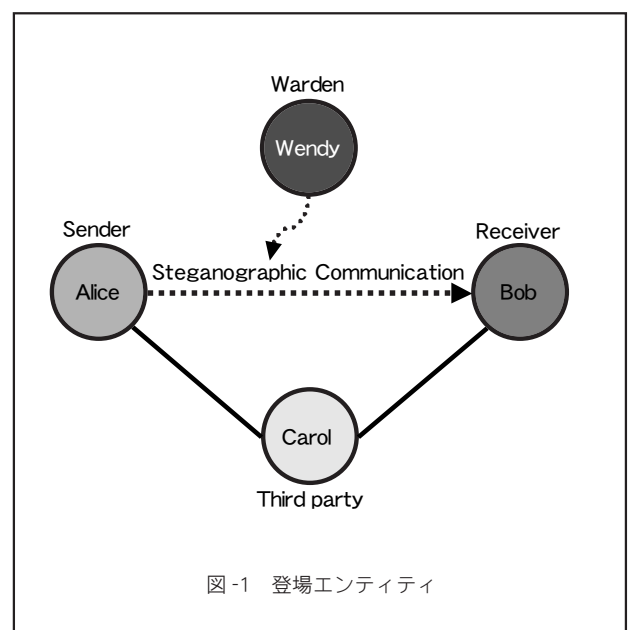 Warden
Wendy
Sender
Receiver
Steganographic Communication
Alice
Bob
Carol
Third party
図-1 登場エンティティ